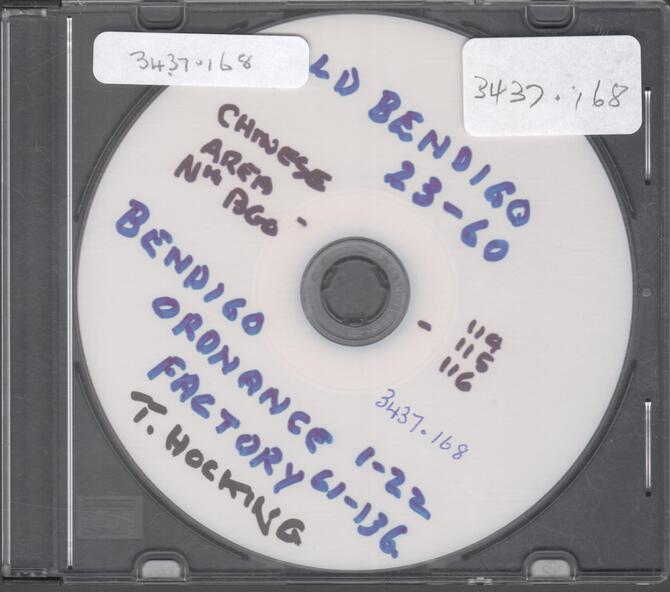 3437.168
3437.168
LD BENDIGO
23-60
CHINESE
AREA
NH BGO -
- 114
115
116
3437.168
BENDIGO
ORDNANCE 1-22
FACTORY 61-136
T. HOCKING